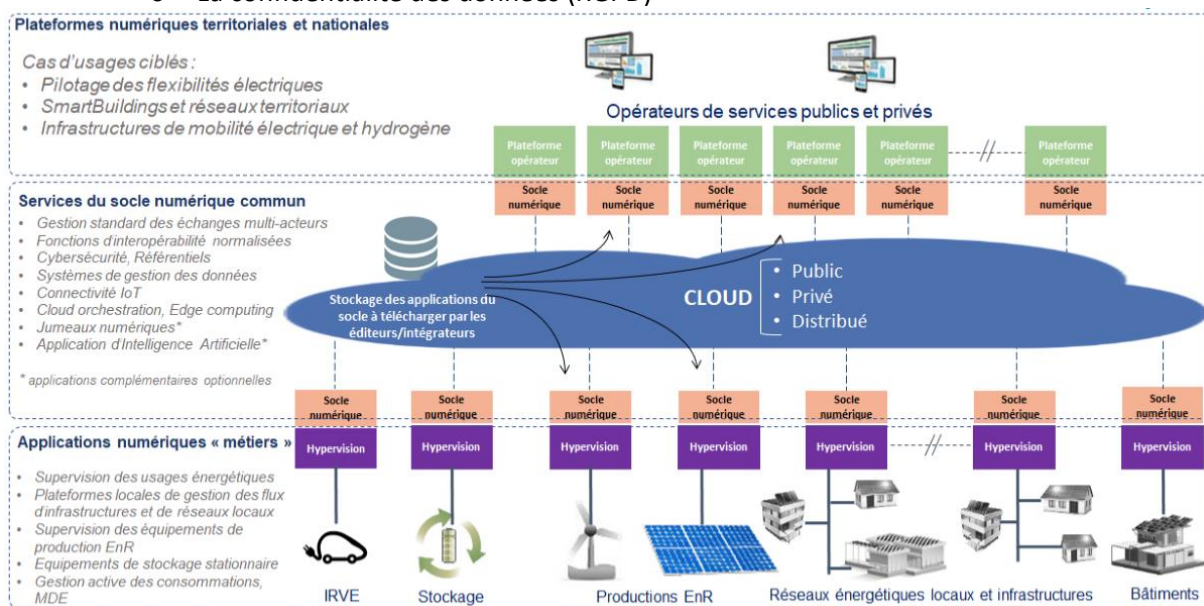 Plateformes numériques territoriales et nationales
Cas d'usages ciblés :
• Pilotage des flexibilités électriques
• SmartBuildings et réseaux territoriaux
• Infrastructures de mobilité électrique et hydrogène
Opérateurs de services publics et privés
Plateforme opérateur
Plateforme opérateur
Plateforme opérateur
Plateforme opérateur
Plateforme opérateur
Plateforme opérateur
Socle numérique
Socle numérique
Socle numérique
Socle numérique
Socle numérique
Socle numérique
Services du socle numérique commun
• Gestion standard des échanges multi-acteurs
• Fonctions d'interopérabilité normalisées
• Cybersécurité, Référentiels
• Systèmes de gestion des données
• Connectivité IoT
• Cloud orchestration, Edge computing
• Jumeaux numériques*
• Application d'Intelligence Artificielle*
* applications complémentaires optionnelles
Stockage des applications du
socle à télécharger par les
éditeurs/intégrateurs
CLOUD
• Public
• Privé
• Distribué
Socle numérique
Socle numérique
Socle numérique
Socle numérique
Socle numérique
Socle numérique
Socle numérique
Applications numériques « métiers »
• Supervision des usages énergétiques
• Plateformes locales de gestion des flux
d'infrastructures et de réseaux locaux
• Supervision des équipements de
production EnR
• Equipements de stockage stationnaire
• Gestion active des consommations,
MDE
Hypervision
Hypervision
Hypervision
Hypervision
Hypervision
Hypervision
Hypervision
IRVE
Stockage
Productions EnR
Réseaux énergétiques locaux et infrastructures
Bâtiments